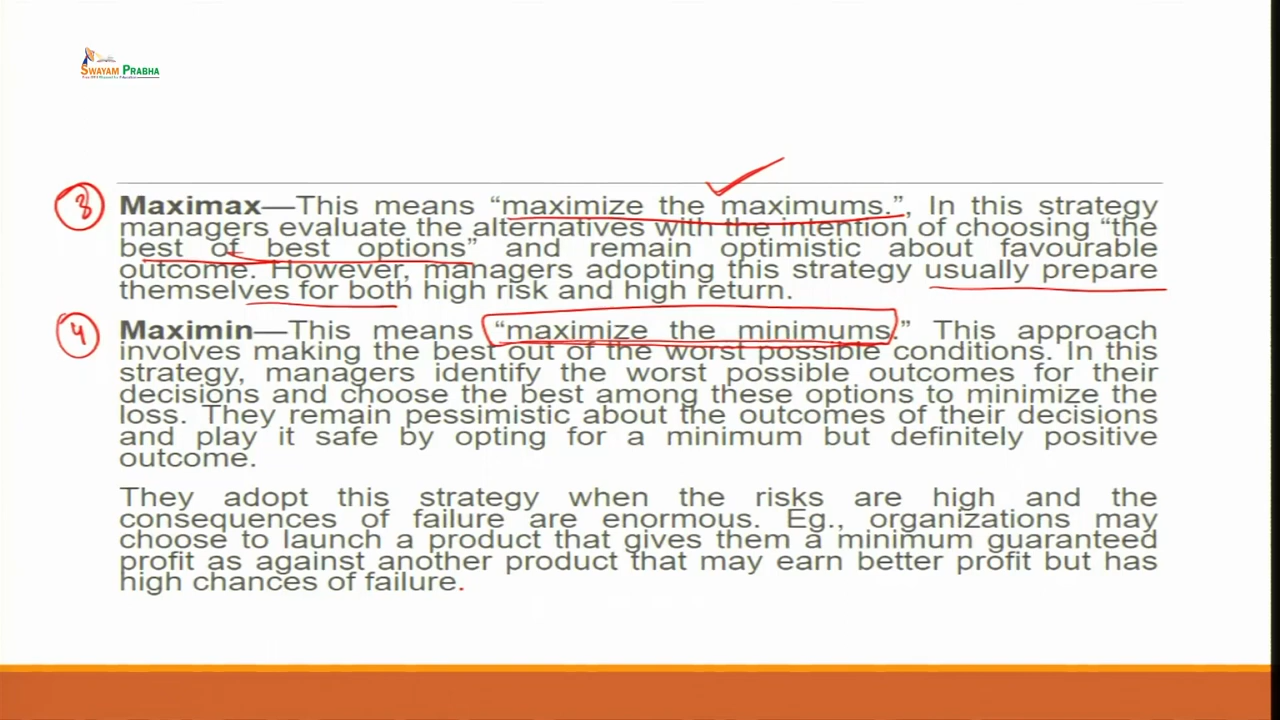 SWAYAM PRABHA
3
Maximax—This means “maximize the maximums.”, In this strategy
managers evaluate the alternatives with the intention of choosing “the
best of best options” and remain optimistic about favourable
outcome. However, managers adopting this strategy usually prepare
themselves for both high risk and high return.
4
Maximin—This means “maximize the minimums.” This approach
involves making the best out of the worst possible conditions. In this
strategy, managers identify the worst possible outcomes for their
decisions and choose the best among these options to minimize the
loss. They remain pessimistic about the outcomes of their decisions
and play it safe by opting for a minimum but definitely positive
outcome.
They adopt this strategy when the risks are high and the
consequences of failure are enormous. Eg., organizations may
choose to launch a product that gives them a minimum guaranteed
profit as against another product that may earn better profit but has
high chances of failure.